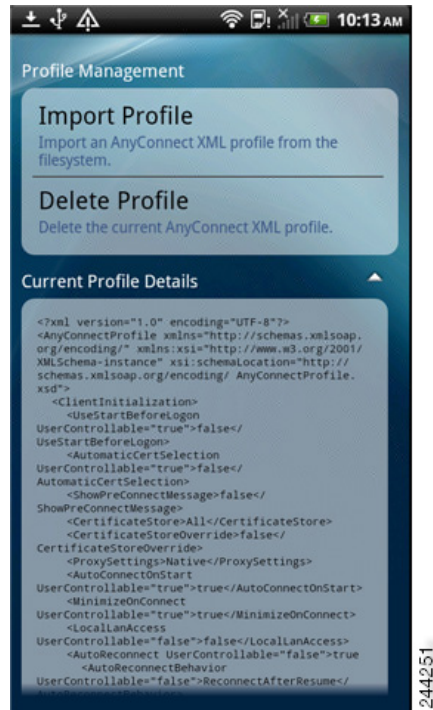 10:13 AM
Profile Management
Import Profile
Import an AnyConnect XML profile from the
filesystem.
Delete Profile
Delete the current AnyConnect XML profile.
Current Profile Details
<?xml version="1.0" encoding="UTF-8"?>
<AnyConnectProfile xmlns="http://schemas.xmlsoap.
org/encoding/" xmlns:xsi="http://www.w3.org/2001/
XMLSchema-instance" xsi:schemaLocation="http://
schemas.xmlsoap.org/encoding/ AnyConnectProfile.
xsd">
<ClientInitialization>
<UseStartBeforeLogon
UserControllable="true">false</
UseStartBeforeLogon>
<AutomaticCertSelection
UserControllable="true">false</
AutomaticCertSelection>
<ShowPreConnectMessage>false</
ShowPreConnectMessage>
<CertificateStore>All</CertificateStore>
<CertificateStoreOverride>false</
CertificateStoreOverride>
<ProxySettings>Native</ProxySettings>
<AutoConnectOnStart
UserControllable="true">true</AutoConnectOnStart>
<MinimizeOnConnect
UserControllable="true">true</MinimizeOnConnect>
<LocalLanAccess
UserControllable="false">false</LocalLanAccess>
<AutoReconnect UserControllable="false">true
<AutoReconnectBehavior
UserControllable="false">ReconnectAfterResume</
AutoReconnectBehavior>
244251